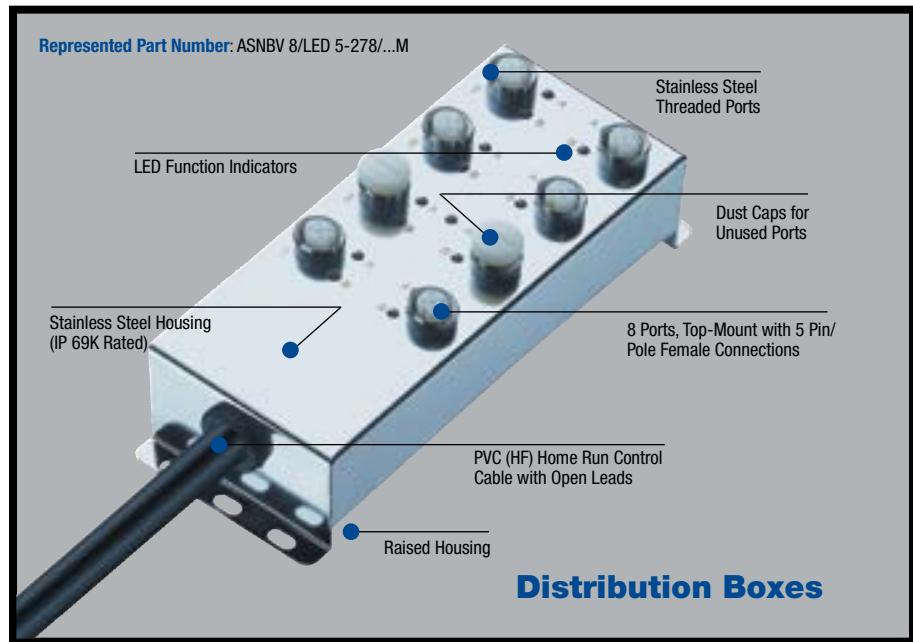 Represented Part Number: ASNBV 8/LED 5-278/...M
Stainless Steel
Threaded Ports
LED Function Indicators
Dust Caps for
Unused Ports
Stainless Steel Housing
(IP 69K Rated)
8 Ports, Top-Mount with 5 Pin/
Pole Female Connections
PVC (HF) Home Run Control
Cable with Open Leads
Raised Housing
Distribution Boxes